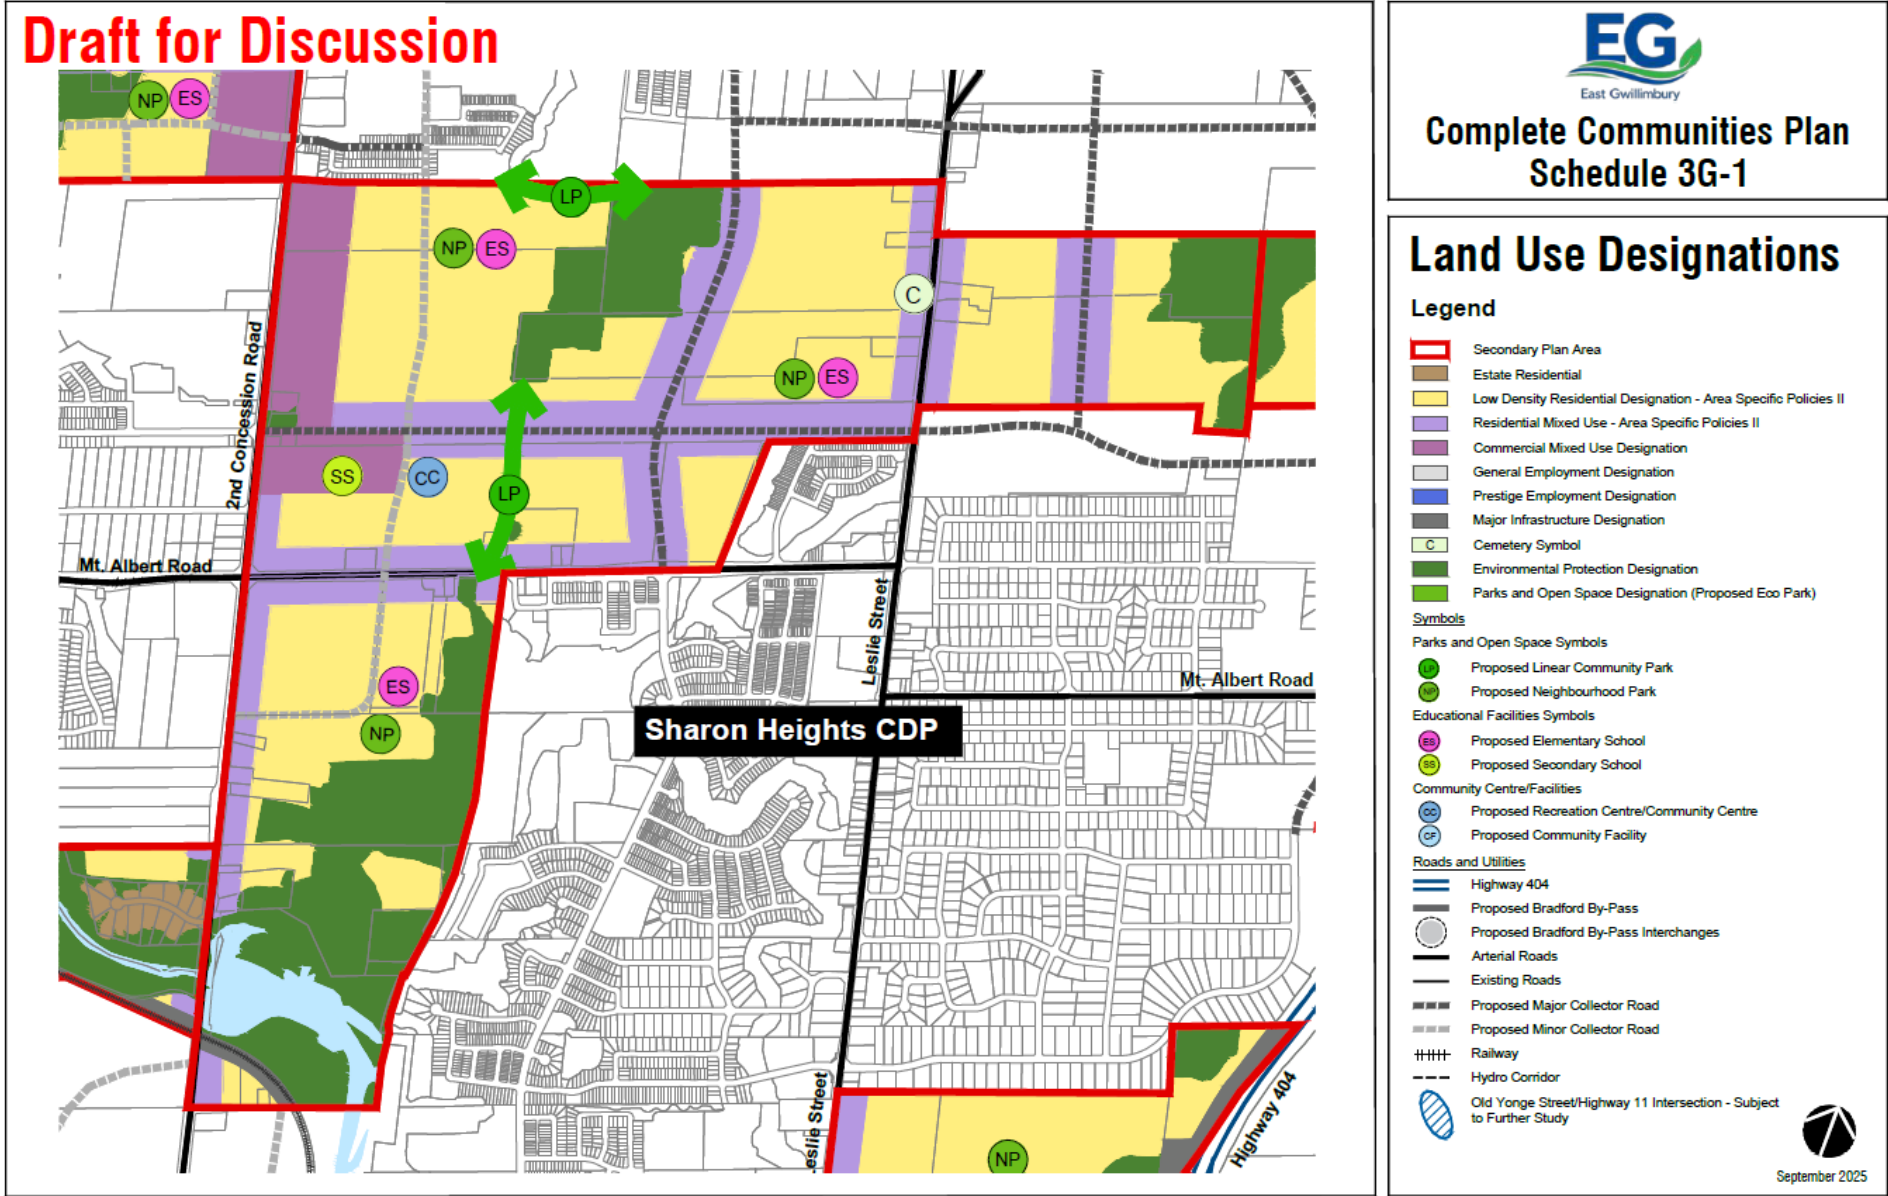 Draft for Discussion
NP
ES
LP
NP
ES
C
NP
ES
2nd Concession Road
SS
CC
LP
Mt. Albert Road
Leslie Street
ES
Mt. Albert Road
NP
Sharon Heights CDP
Leslie Street
Highway 404
NP
EG
East Gwillimbury
Complete Communities Plan
Schedule 3G-1
Land Use Designations
Legend
Secondary Plan Area
Estate Residential
Low Density Residential Designation - Area Specific Policies II
Residential Mixed Use - Area Specific Policies II
Commercial Mixed Use Designation
General Employment Designation
Prestige Employment Designation
Major Infrastructure Designation
C Cemetery Symbol
Environmental Protection Designation
Parks and Open Space Designation (Proposed Eco Park)
Symbols
Parks and Open Space Symbols
LP Proposed Linear Community Park
NP Proposed Neighbourhood Park
Educational Facilities Symbols
ES Proposed Elementary School
SS Proposed Secondary School
Community Centre/Facilities
CC Proposed Recreation Centre/Community Centre
CF Proposed Community Facility
Roads and Utilities
Highway 404
Proposed Bradford By-Pass
Proposed Bradford By-Pass Interchanges
Arterial Roads
Existing Roads
Proposed Major Collector Road
Proposed Minor Collector Road
Railway
Hydro Corridor
Old Yonge Street/Highway 11 Intersection - Subject
to Further Study
September 2025